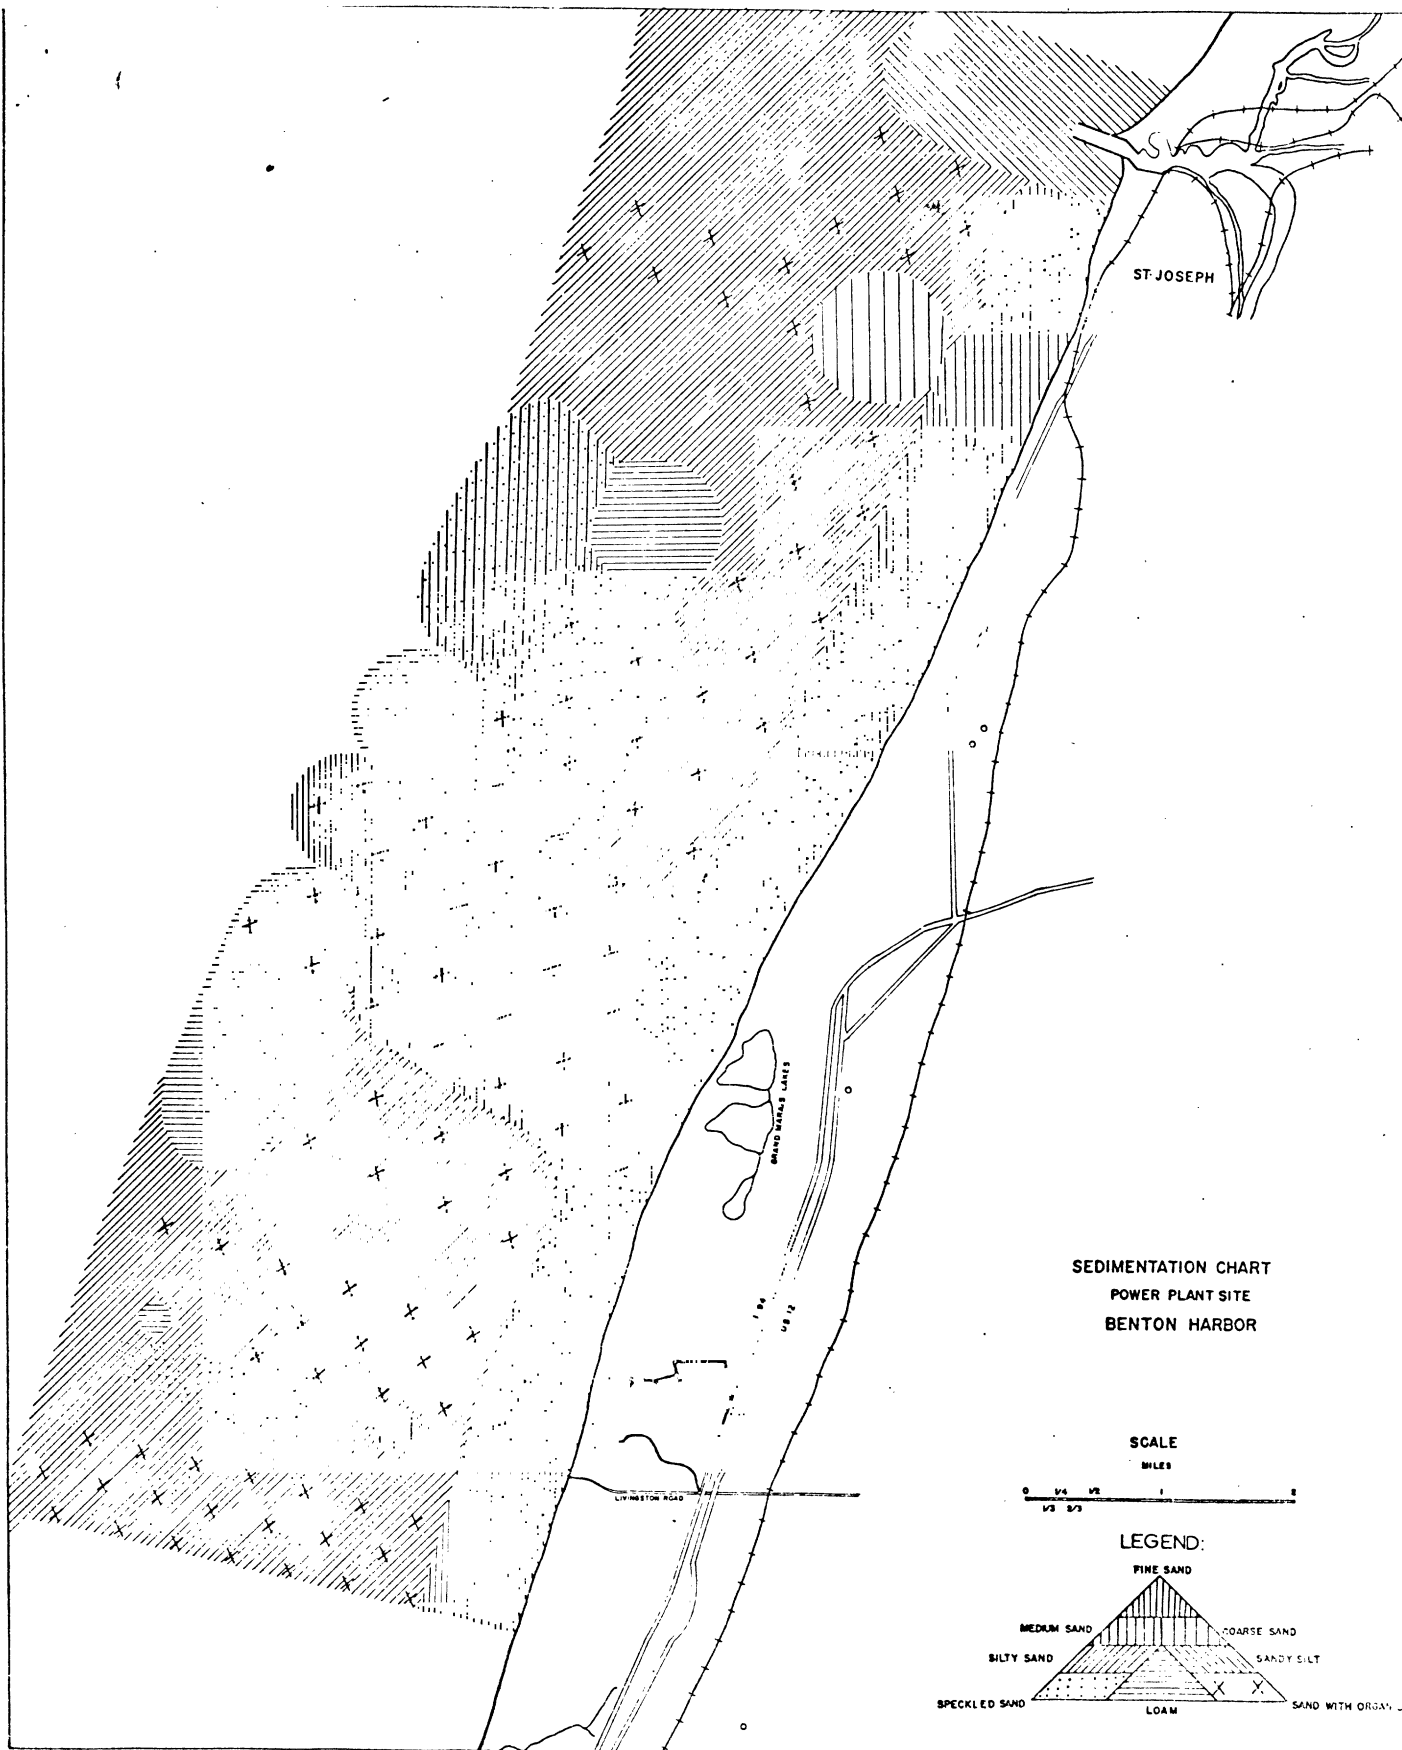 ST. JOSEPH
GRAND MARAIS LAKES
I 94
US 12
LIVINGSTON ROAD
SEDIMENTATION CHART
POWER PLANT SITE
BENTON HARBOR
SCALE
MILES
0 1/4 1/2 1 2
1/3 2/3
LEGEND:
FINE SAND
MEDIUM SAND
COARSE SAND
SILTY SAND
SANDY SILT
SPECKLED SAND
LOAM
SAND WITH